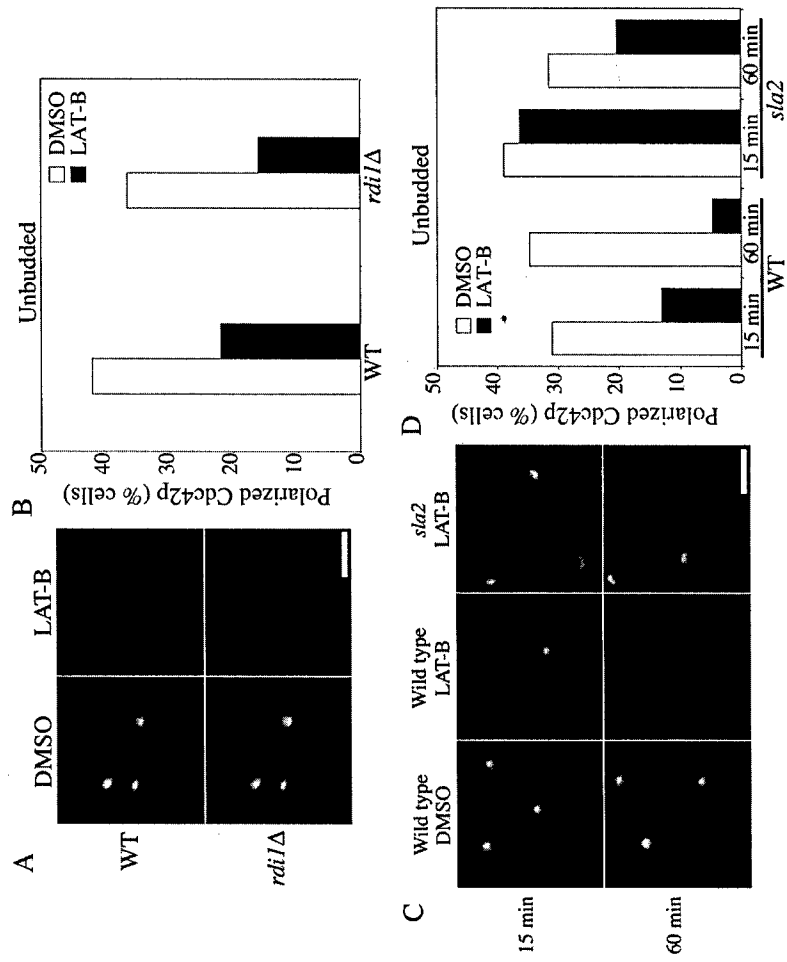 A
DMSO
LAT-B
WT
rdi1Δ
B
Unbudded
DMSO
LAT-B
Polarized Cdc42p (% cells)
50
40
30
20
10
0
WT
rdi1Δ
C
Wild type
DMSO
Wild type
LAT-B
sla2
LAT-B
15 min
60 min
D
Unbudded
DMSO
LAT-B
Polarized Cdc42p (% cells)
50
40
30
20
10
0
15 min
60 min
15 min
60 min
WT
sla2